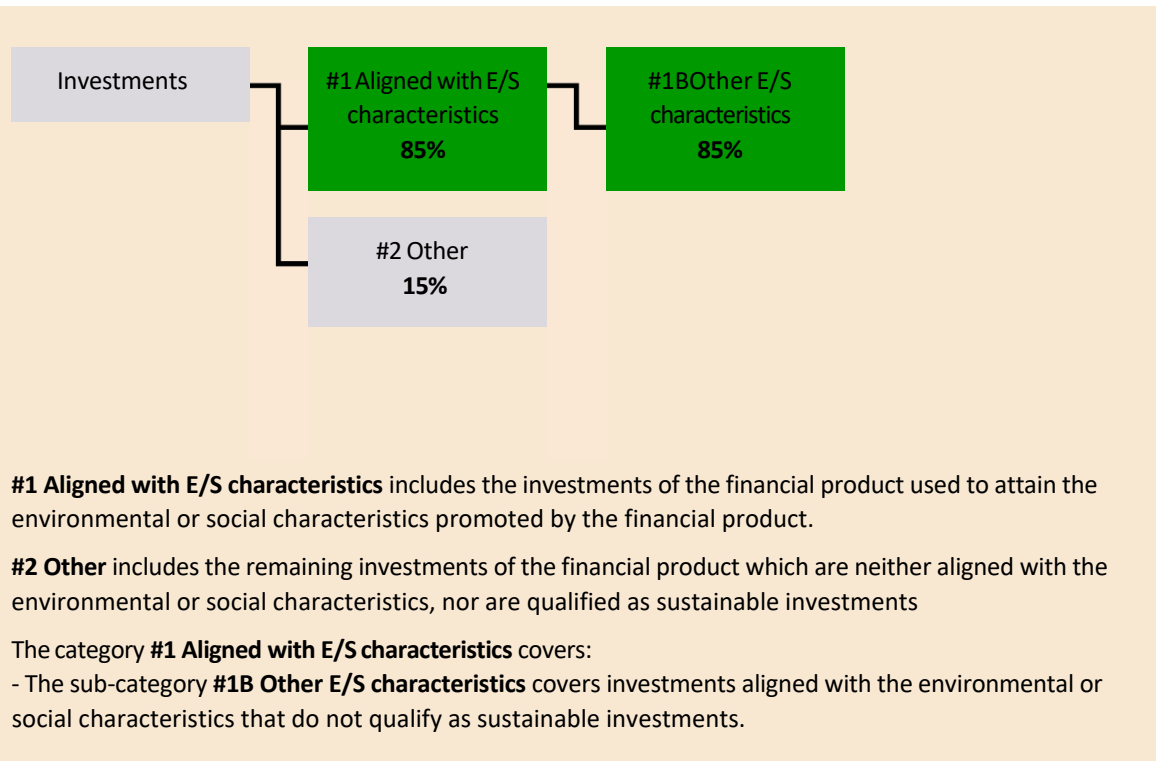 Investments
#1 Aligned with E/S
characteristics
85%
#1BOther E/S
characteristics
85%
#2 Other
15%
#1 Aligned with E/S characteristics includes the investments of the financial product used to attain the
environmental or social characteristics promoted by the financial product.
#2 Other includes the remaining investments of the financial product which are neither aligned with the
environmental or social characteristics, nor are qualified as sustainable investments
The category #1 Aligned with E/S characteristics covers:
- The sub-category #1B Other E/S characteristics covers investments aligned with the environmental or
social characteristics that do not qualify as sustainable investments.